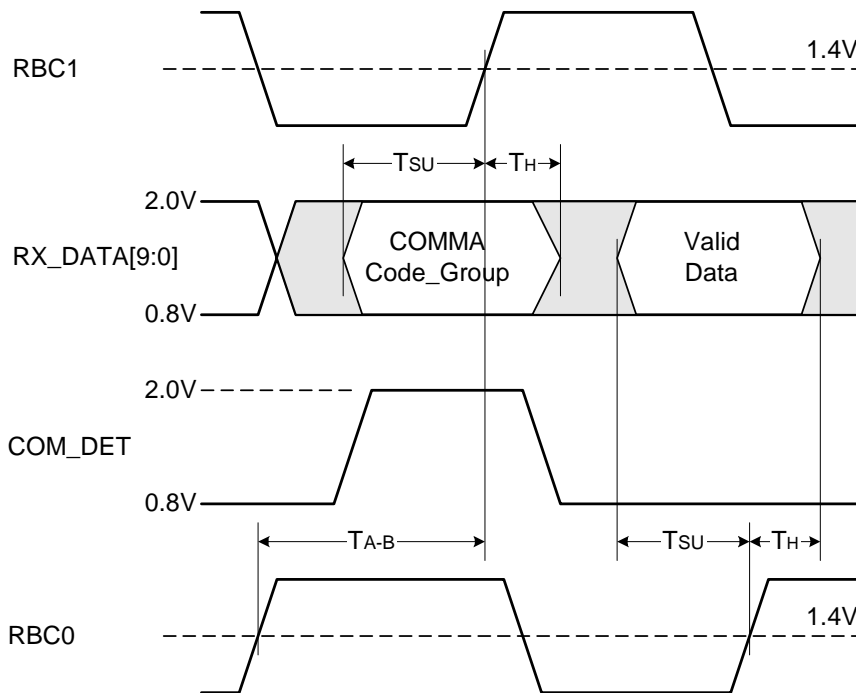 RBC1
1.4V
TSU
TH
2.0V
RX_DATA[9:0]
COMMA
Code_Group
Valid
Data
0.8V
2.0V
COM_DET
0.8V
TA-B
TSU
TH
1.4V
RBC0